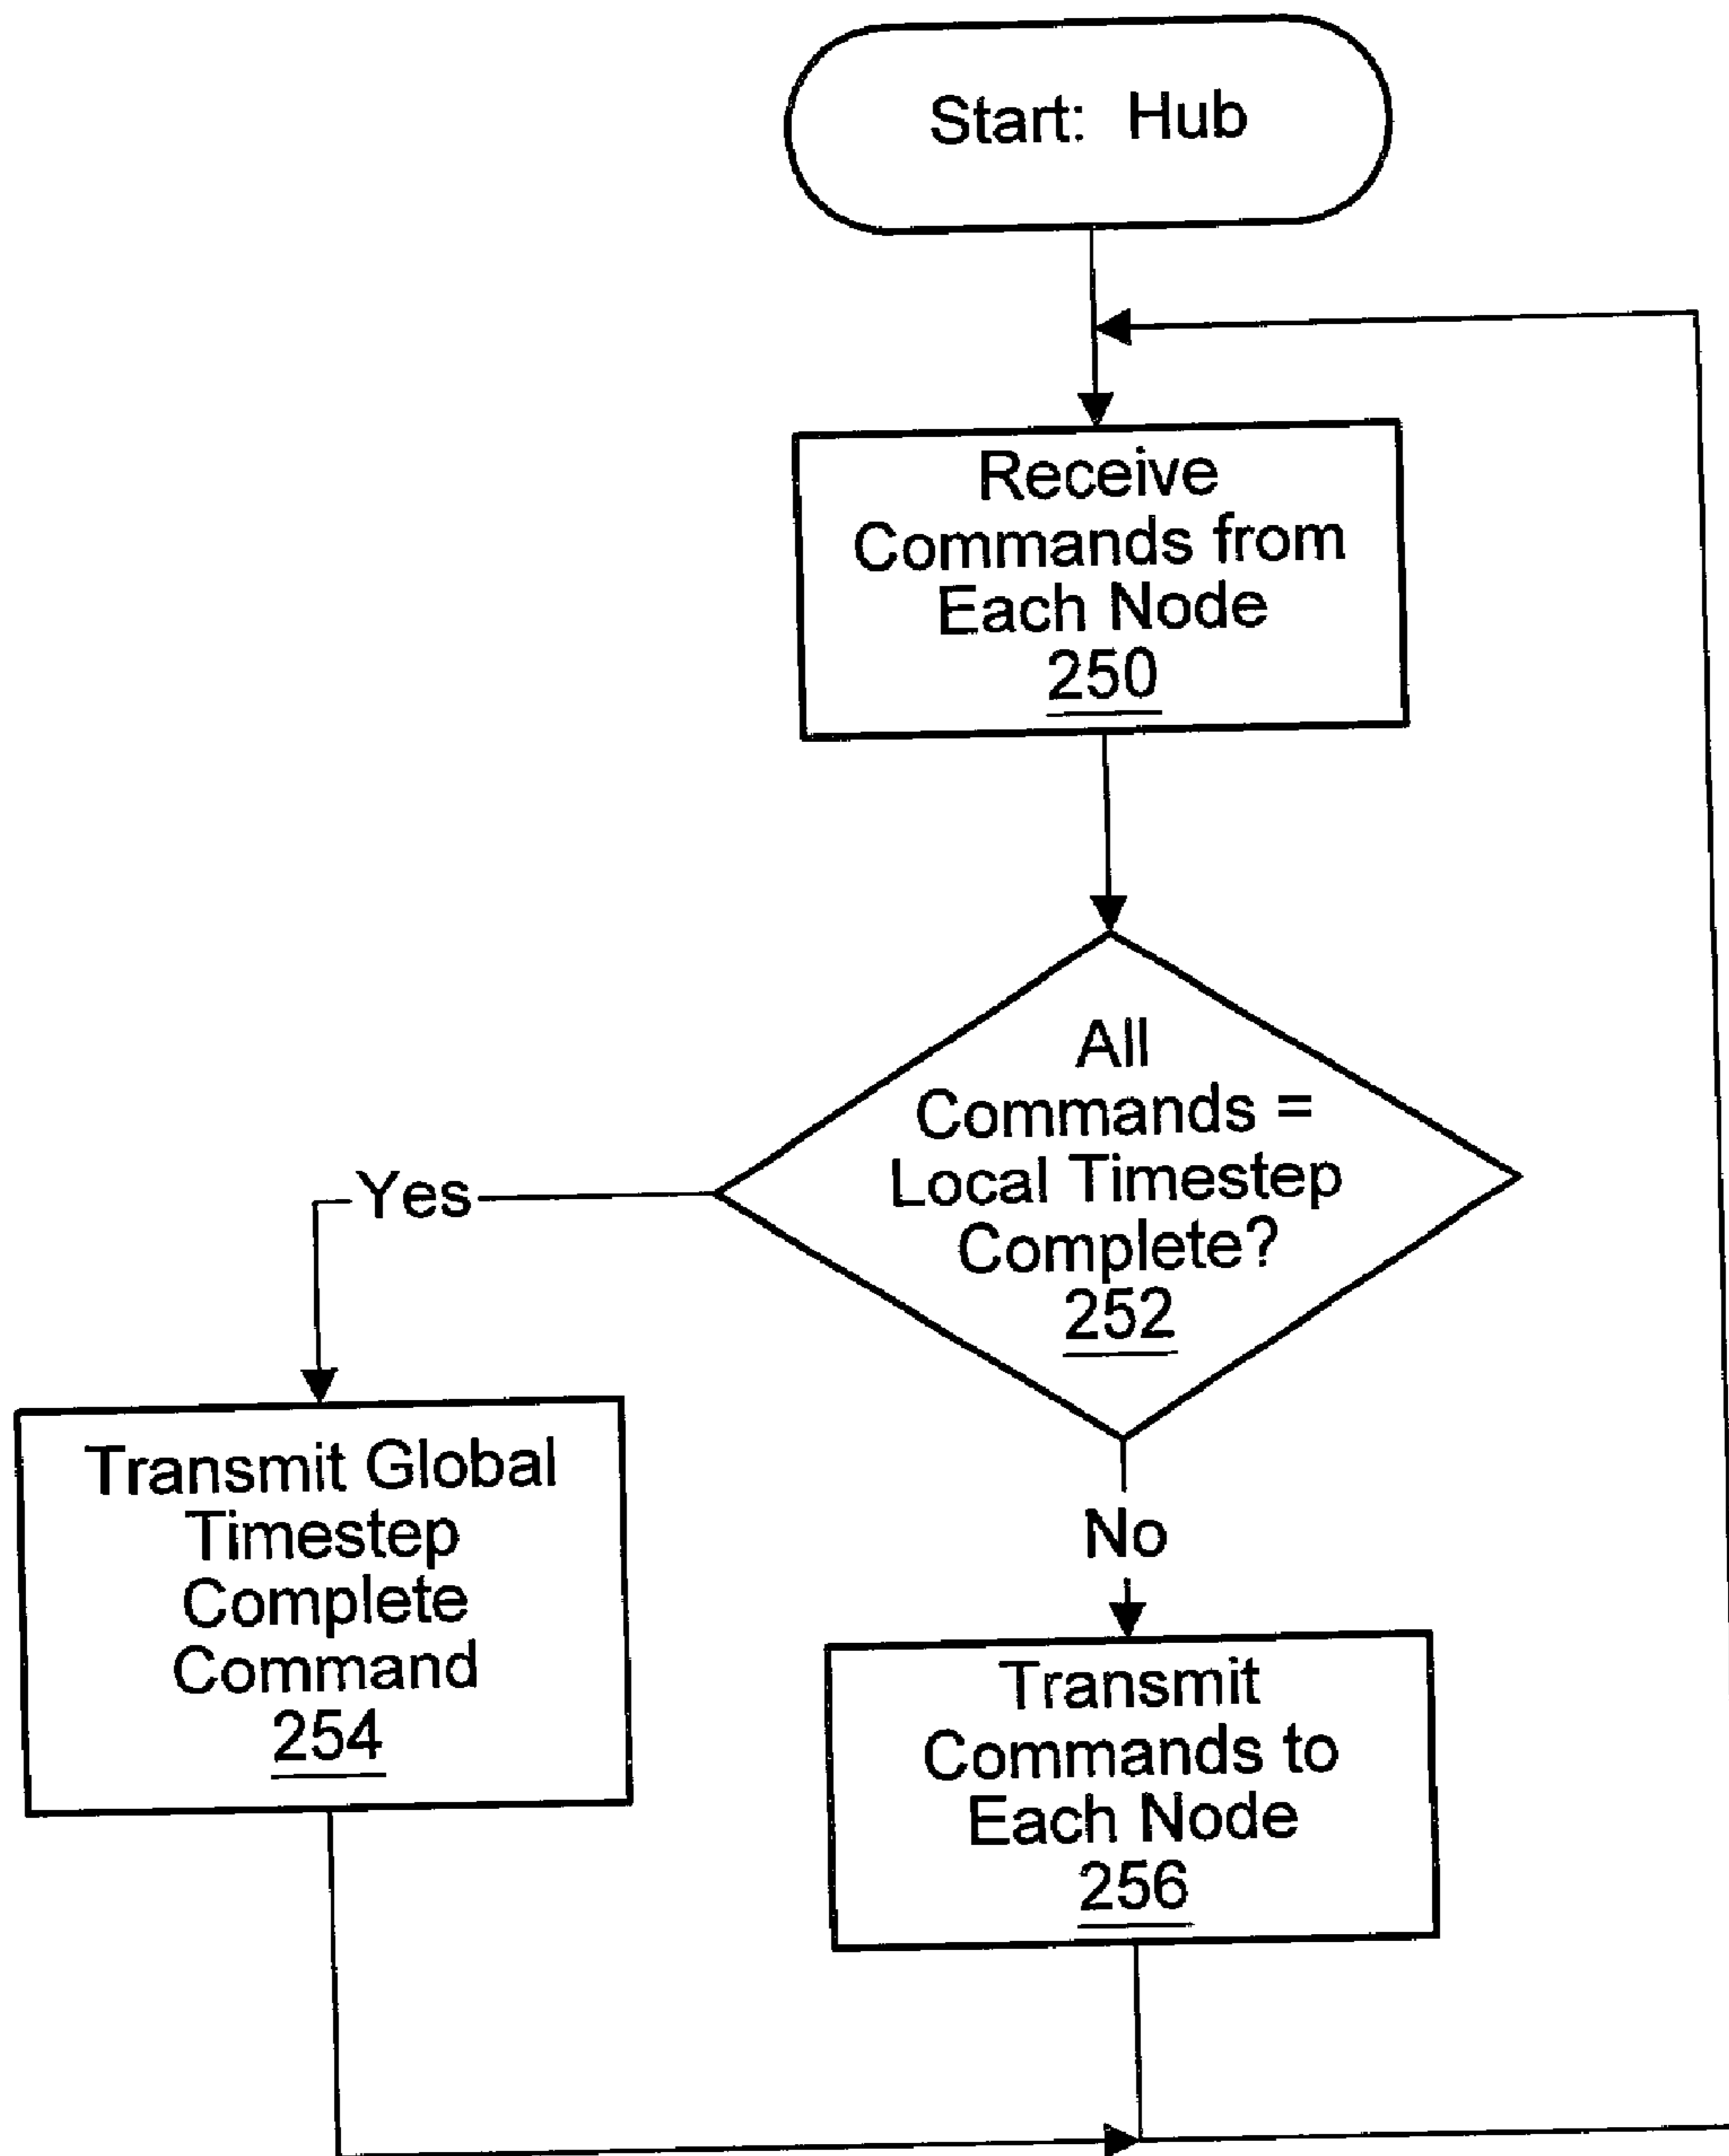 Start: Hub
Receive
Commands from
Each Node
250
All
Commands =
Local Timestep
Complete?
252
Yes
No
Transmit Global
Timestep
Complete
Command
254
Transmit
Commands to
Each Node
256